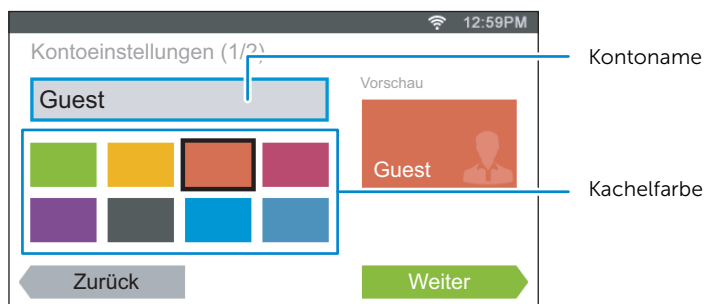 12:59PM
Kontoeinstellungen (1/2)
Kontoname
Guest
Vorschau
Guest
Kachelfarbe
Zurück
Weiter